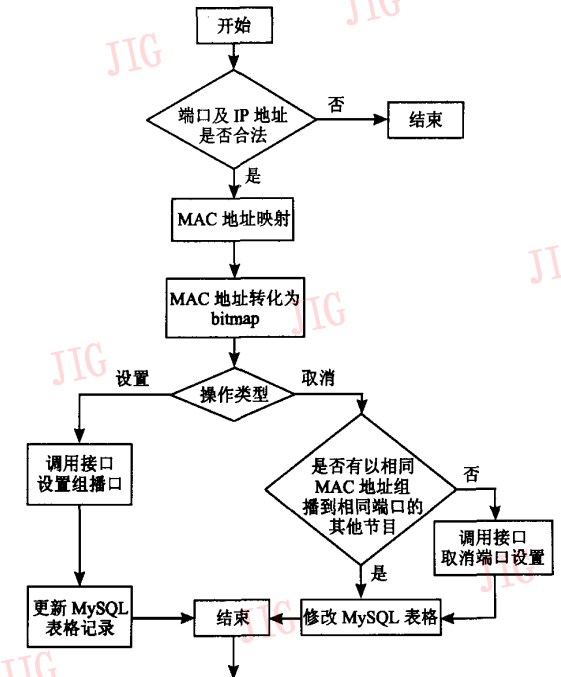 JIG
开始
JIG
端口及 IP 地址
是否合法
否
结束
是
MAC 地址映射
JIG
MAC 地址转化为
bitmap
JIG
JIG
设置
操作类型
取消
调用接口
设置组播口
是否有以相同
MAC 地址组
播到相同端口的
其他节目
否
调用接口
取消端口设置
JIG
是
更新 MySQL
表格记录
结束
修改 MySQL 表格
JIG
JIG